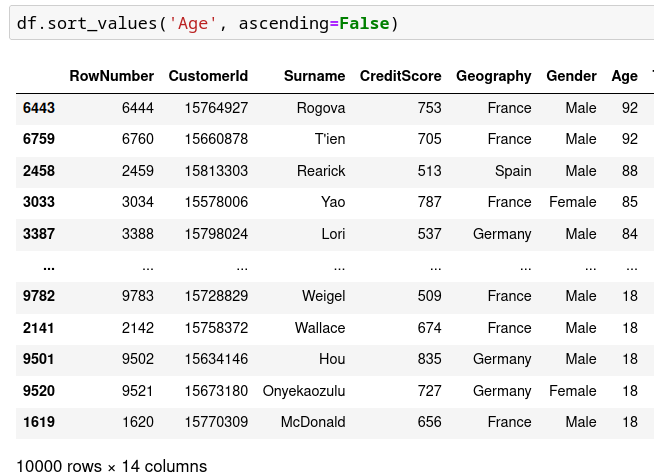 df.sort_values('Age', ascending=False)
RowNumber CustomerId Surname CreditScore Geography Gender Age
6443 6444 15764927 Rogova 753 France Male 92
6759 6760 15660878 T'ien 705 France Male 92
2458 2459 15813303 Rearick 513 Spain Male 88
3033 3034 15578006 Yao 787 France Female 85
3387 3388 15798024 Lori 537 Germany Male 84
... ... ... ... ... ... ... ...
9782 9783 15728829 Weigel 509 France Male 18
2141 2142 15758372 Wallace 674 France Male 18
9501 9502 15634146 Hou 835 Germany Male 18
9520 9521 15673180 Onyekaozulu 727 Germany Female 18
1619 1620 15770309 McDonald 656 France Male 18
10000 rows × 14 columns